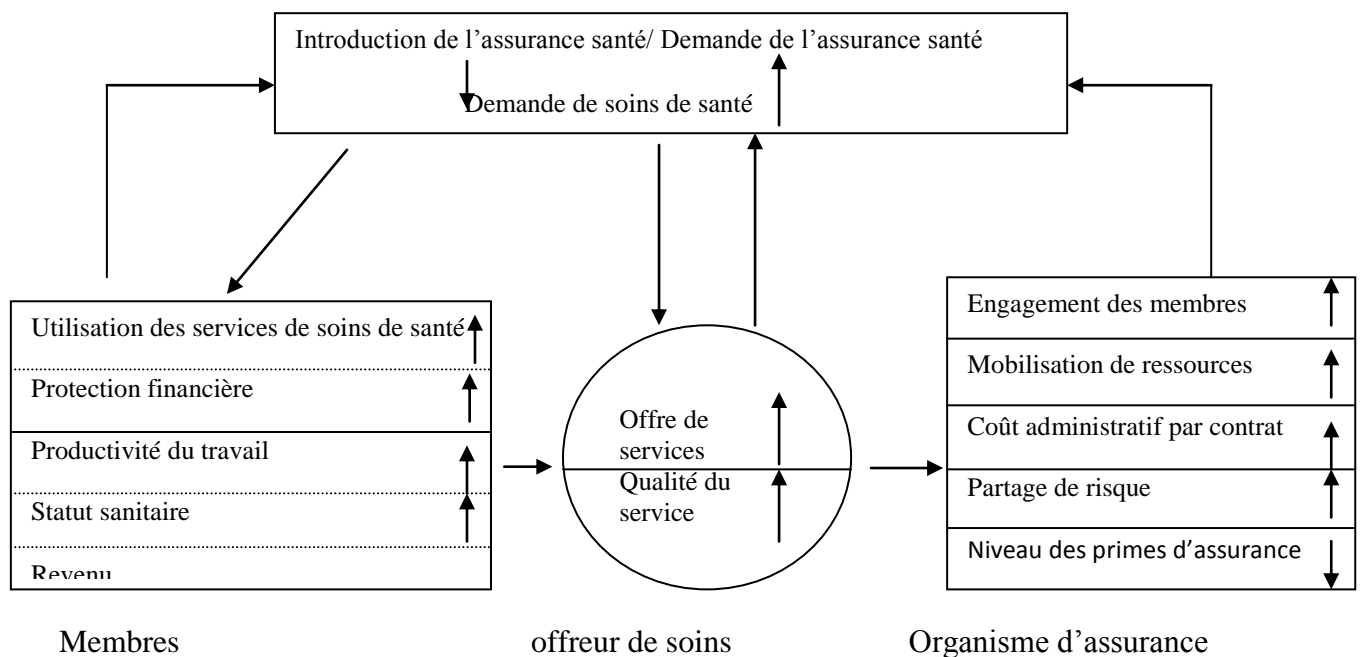 Introduction de l’assurance santé/ Demande de l’assurance santé
Demande de soins de santé
Utilisation des services de soins de santé
Protection financière
Productivité du travail
Statut sanitaire
Revenu
Offre de
services
Qualité du
service
Engagement des membres
Mobilisation de ressources
Coût administratif par contrat
Partage de risque
Niveau des primes d’assurance
Membres
offreur de soins
Organisme d’assurance